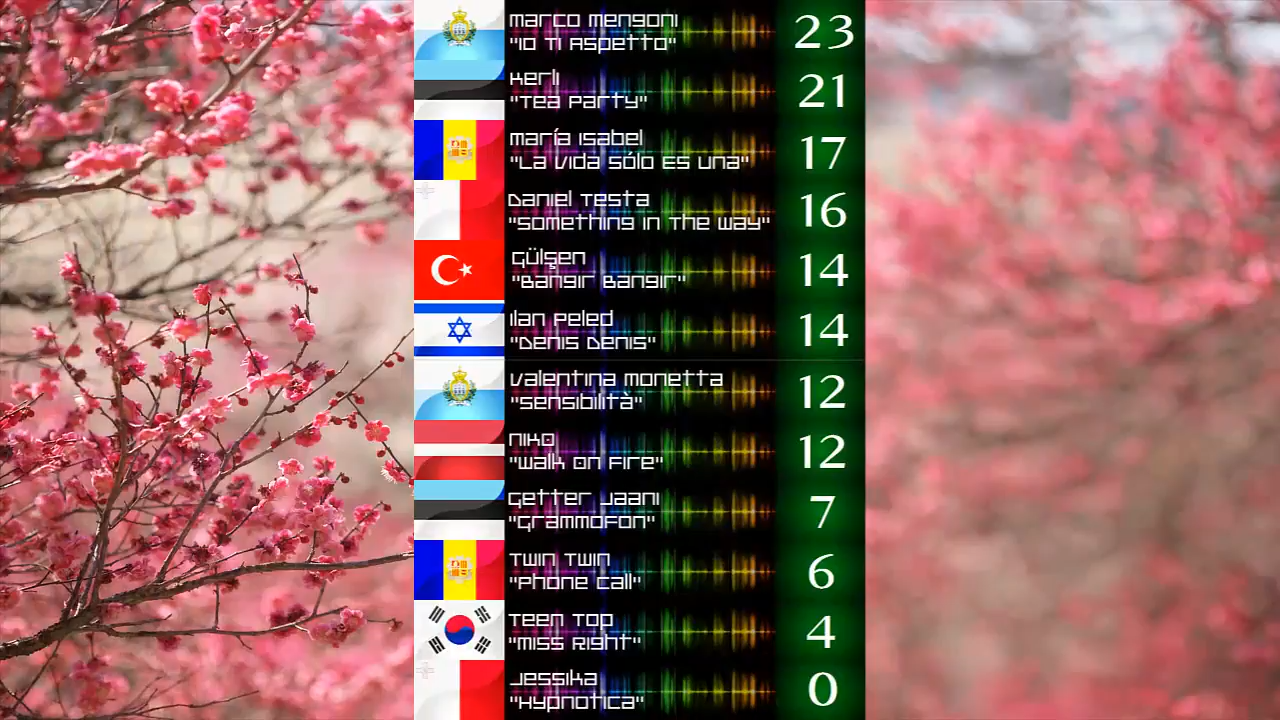 Marco Mengoni
"Io Ti Aspetto"
23
Kerli
"Tea Party"
21
María Isabel
"La Vida Sólo Es Una"
17
Daniel Testa
"Something In The Way"
16
Gülşen
"Bangir Bangir"
14
Ilan Peled
"Denis Denis"
14
Valentina Monetta
"Sensibilità"
12
Niko
"Walk On Fire"
12
Getter Jaani
"Grammofon"
7
Twin Twin
"Phone Call"
6
Teen Top
"Miss Right"
4
Jessika
"Hypnotica"
0